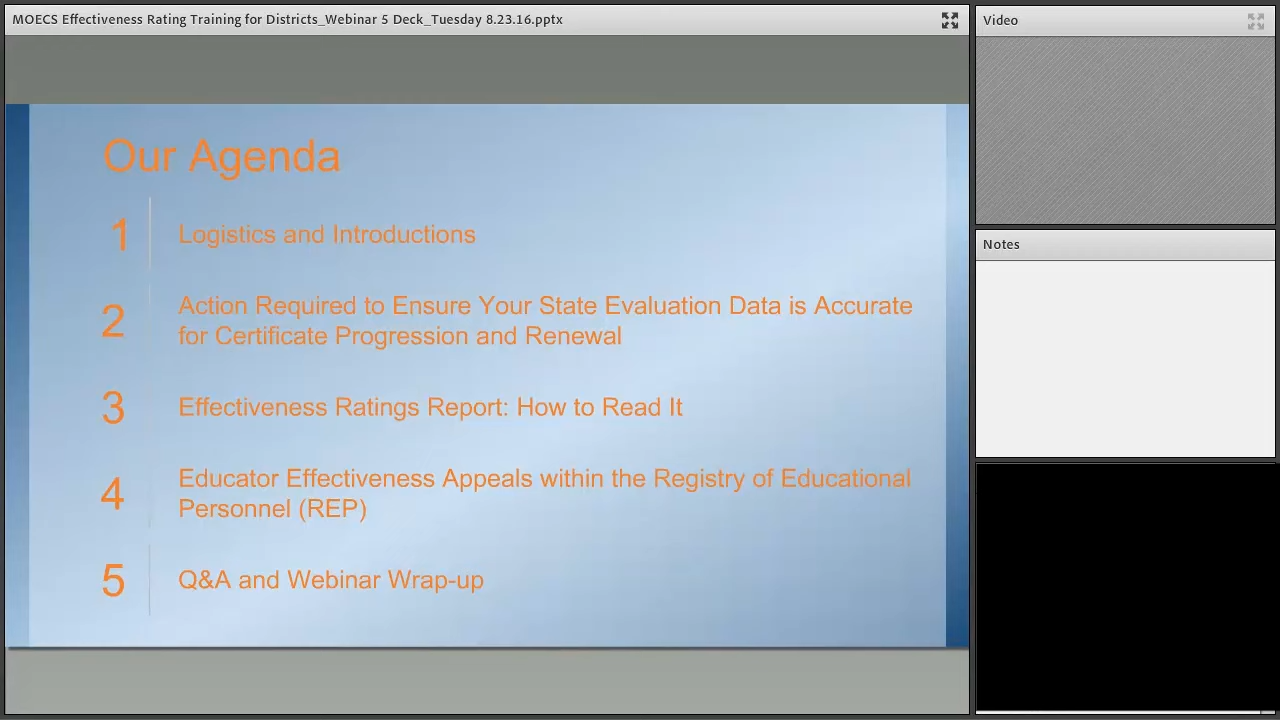 MOECS Effectiveness Rating Training for Districts_Webinar 5 Deck_Tuesday 8.23.16.pptx
Video
Notes
Our Agenda
1 Logistics and Introductions
2 Action Required to Ensure Your State Evaluation Data is Accurate
for Certificate Progression and Renewal
3 Effectiveness Ratings Report: How to Read It
4 Educator Effectiveness Appeals within the Registry of Educational
Personnel (REP)
5 Q&A and Webinar Wrap-up